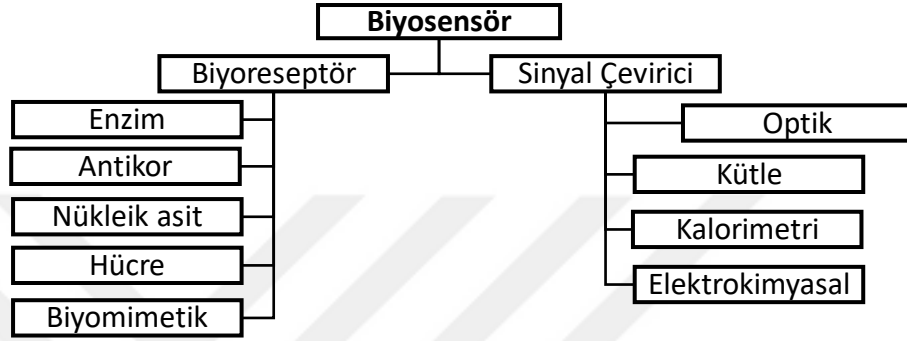 Biyosensör
Biyoreseptör
Sinyal Çevirici
Enzim
Antikor
Nükleik asit
Hücre
Biyomimetik
Optik
Kütle
Kalorimetri
Elektrokimyasal